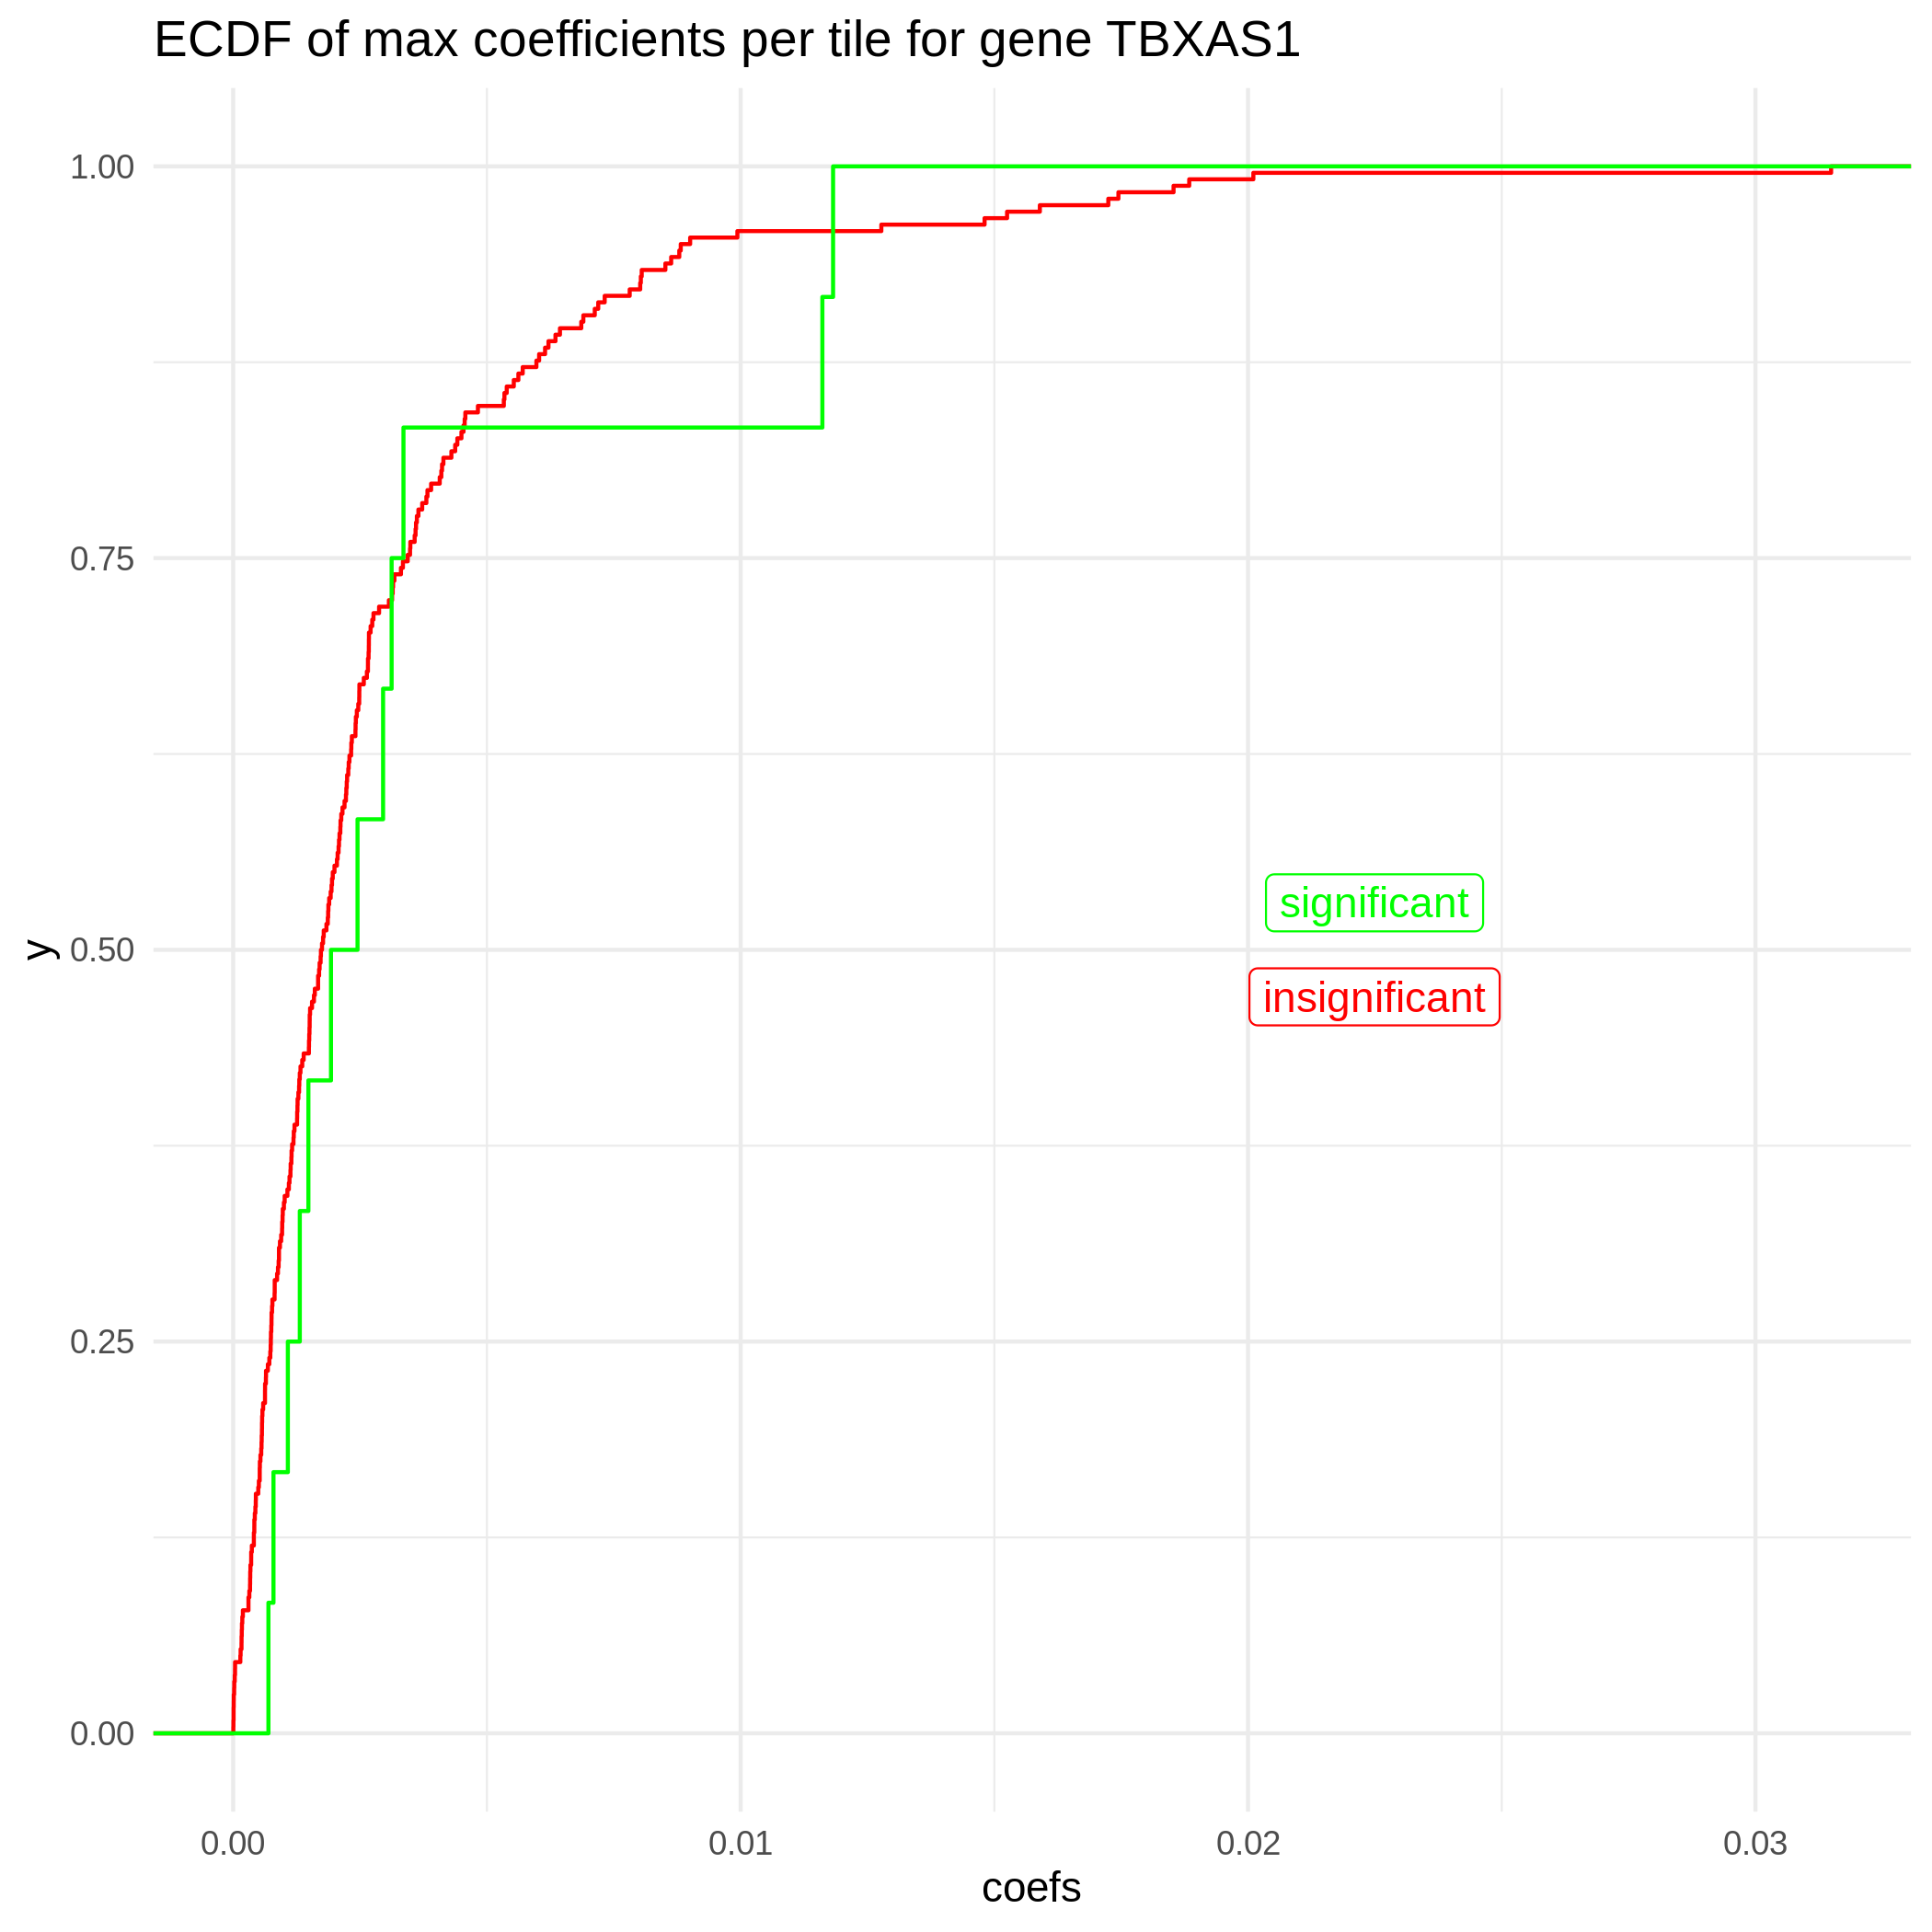 ECDF of max coefficients per tile for gene TBXAS1
1.00
0.75
0.50
0.25
0.00
y
significant
insignificant
0.00 0.01 0.02 0.03
coefs